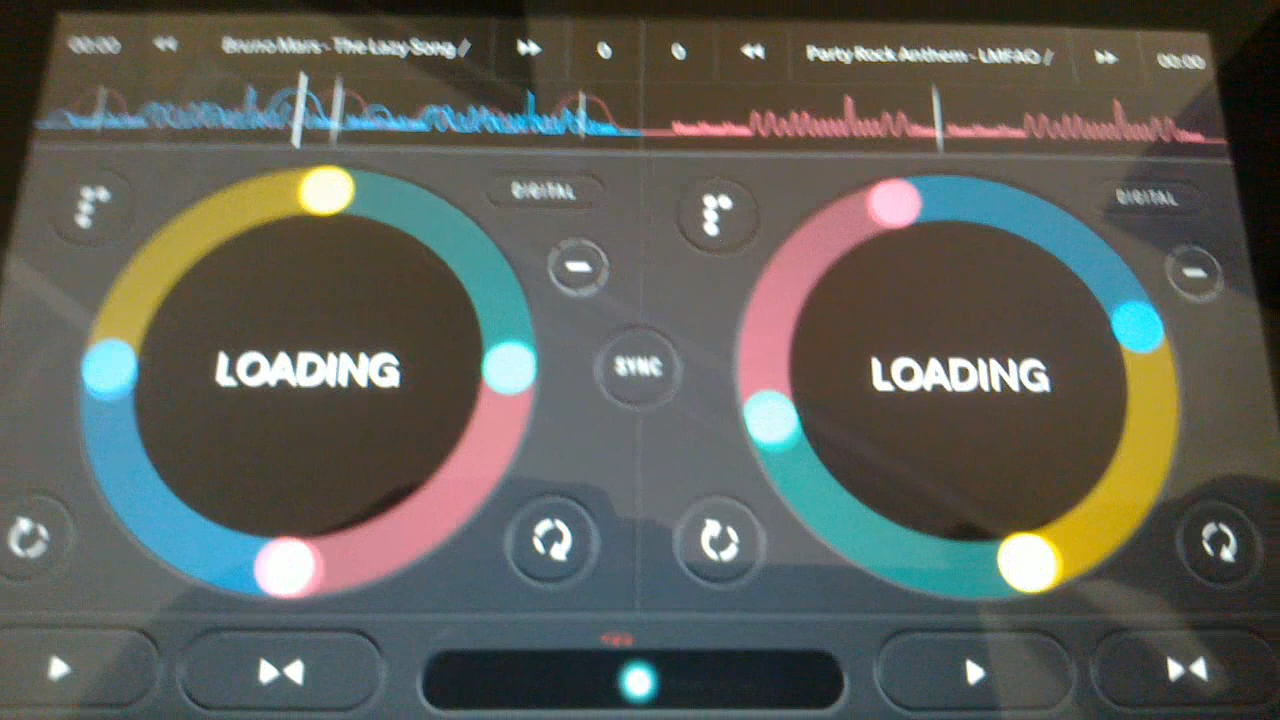 00:00 Bruno Mars - The Lazy Song / 0 0 Party Rock Anthem - LMFAO / 00:00
DIGITAL DIGITAL
LOADING SYNC LOADING